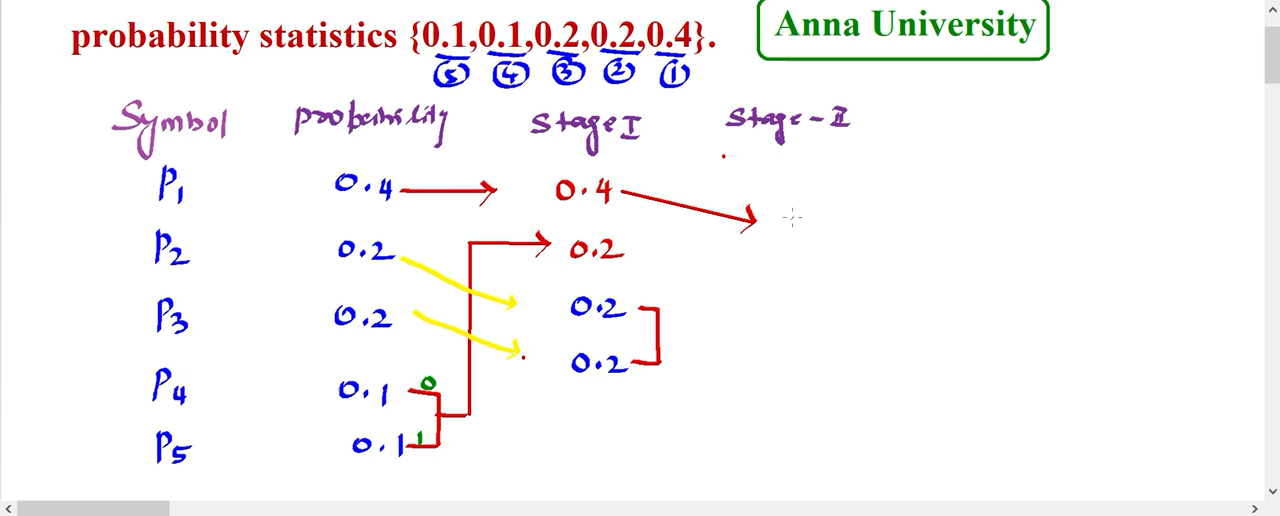 probability statistics {0.1,0.1,0.2,0.2,0.4}.
Anna University
5 4 3 2 1
Symbol probability Stage I Stage-II
P1 0.4 0.4
P2 0.2 0.2
P3 0.2 0.2
0.2
P4 0.1 0
P5 0.1 1